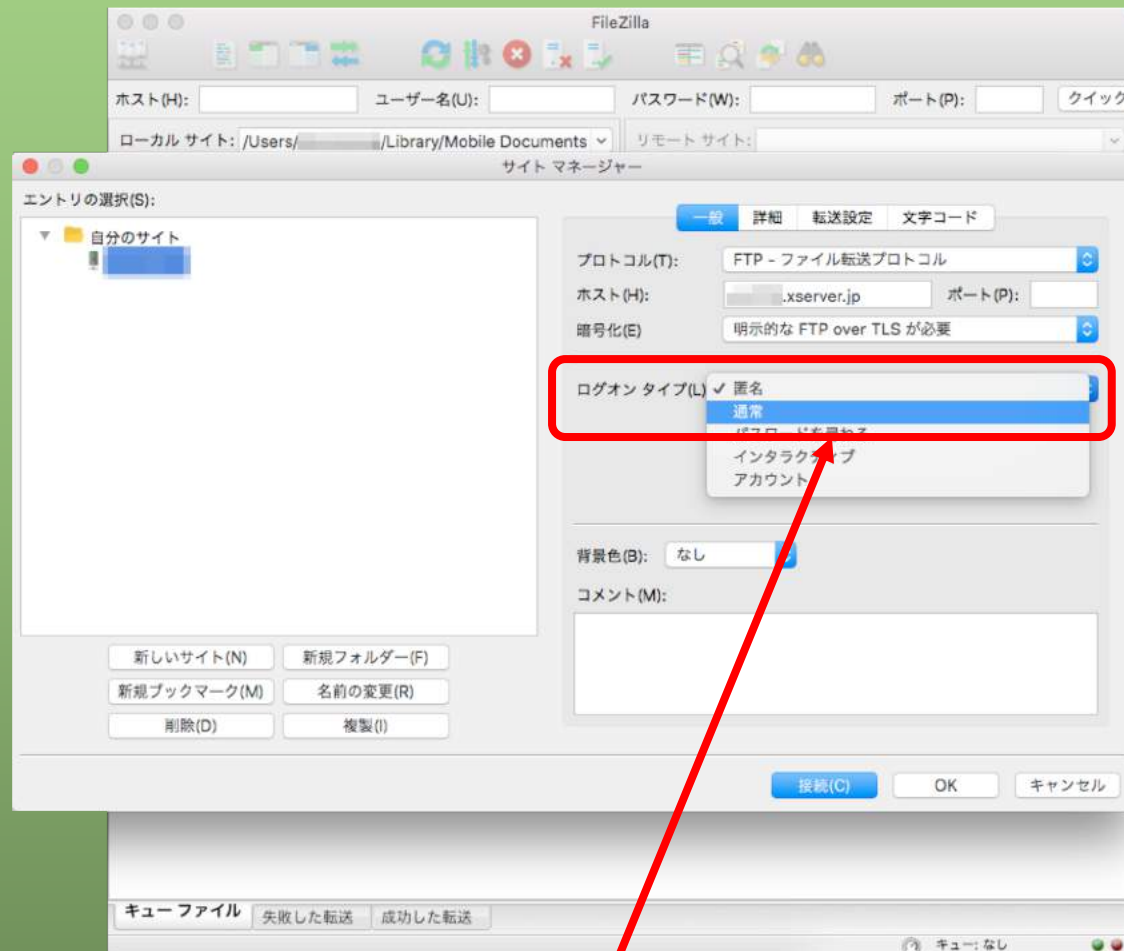 FileZilla
ホスト(H): ユーザー名(U): パスワード(W): ポート(P): クイック
ローカル サイト: /Users/ /Library/Mobile Documents リモート サイト:
サイト マネージャー
エントリの選択(S):
自分のサイト
一般 詳細 転送設定 文字コード
プロトコル(T): FTP - ファイル転送プロトコル
ホスト(H): .xserver.jp ポート(P):
暗号化(E) 明示的な FTP over TLS が必要
ログオン タイプ(L) ✓ 匿名
通常
パスワードを尋ねる
インタラクティブ
アカウント
背景色(B): なし
コメント(M):
新しいサイト(N) 新規フォルダー(F)
新規ブックマーク(M) 名前の変更(R)
削除(D) 複製(I)
接続(C) OK キャンセル
キュー ファイル 失敗した転送 成功した転送
キュー: なし